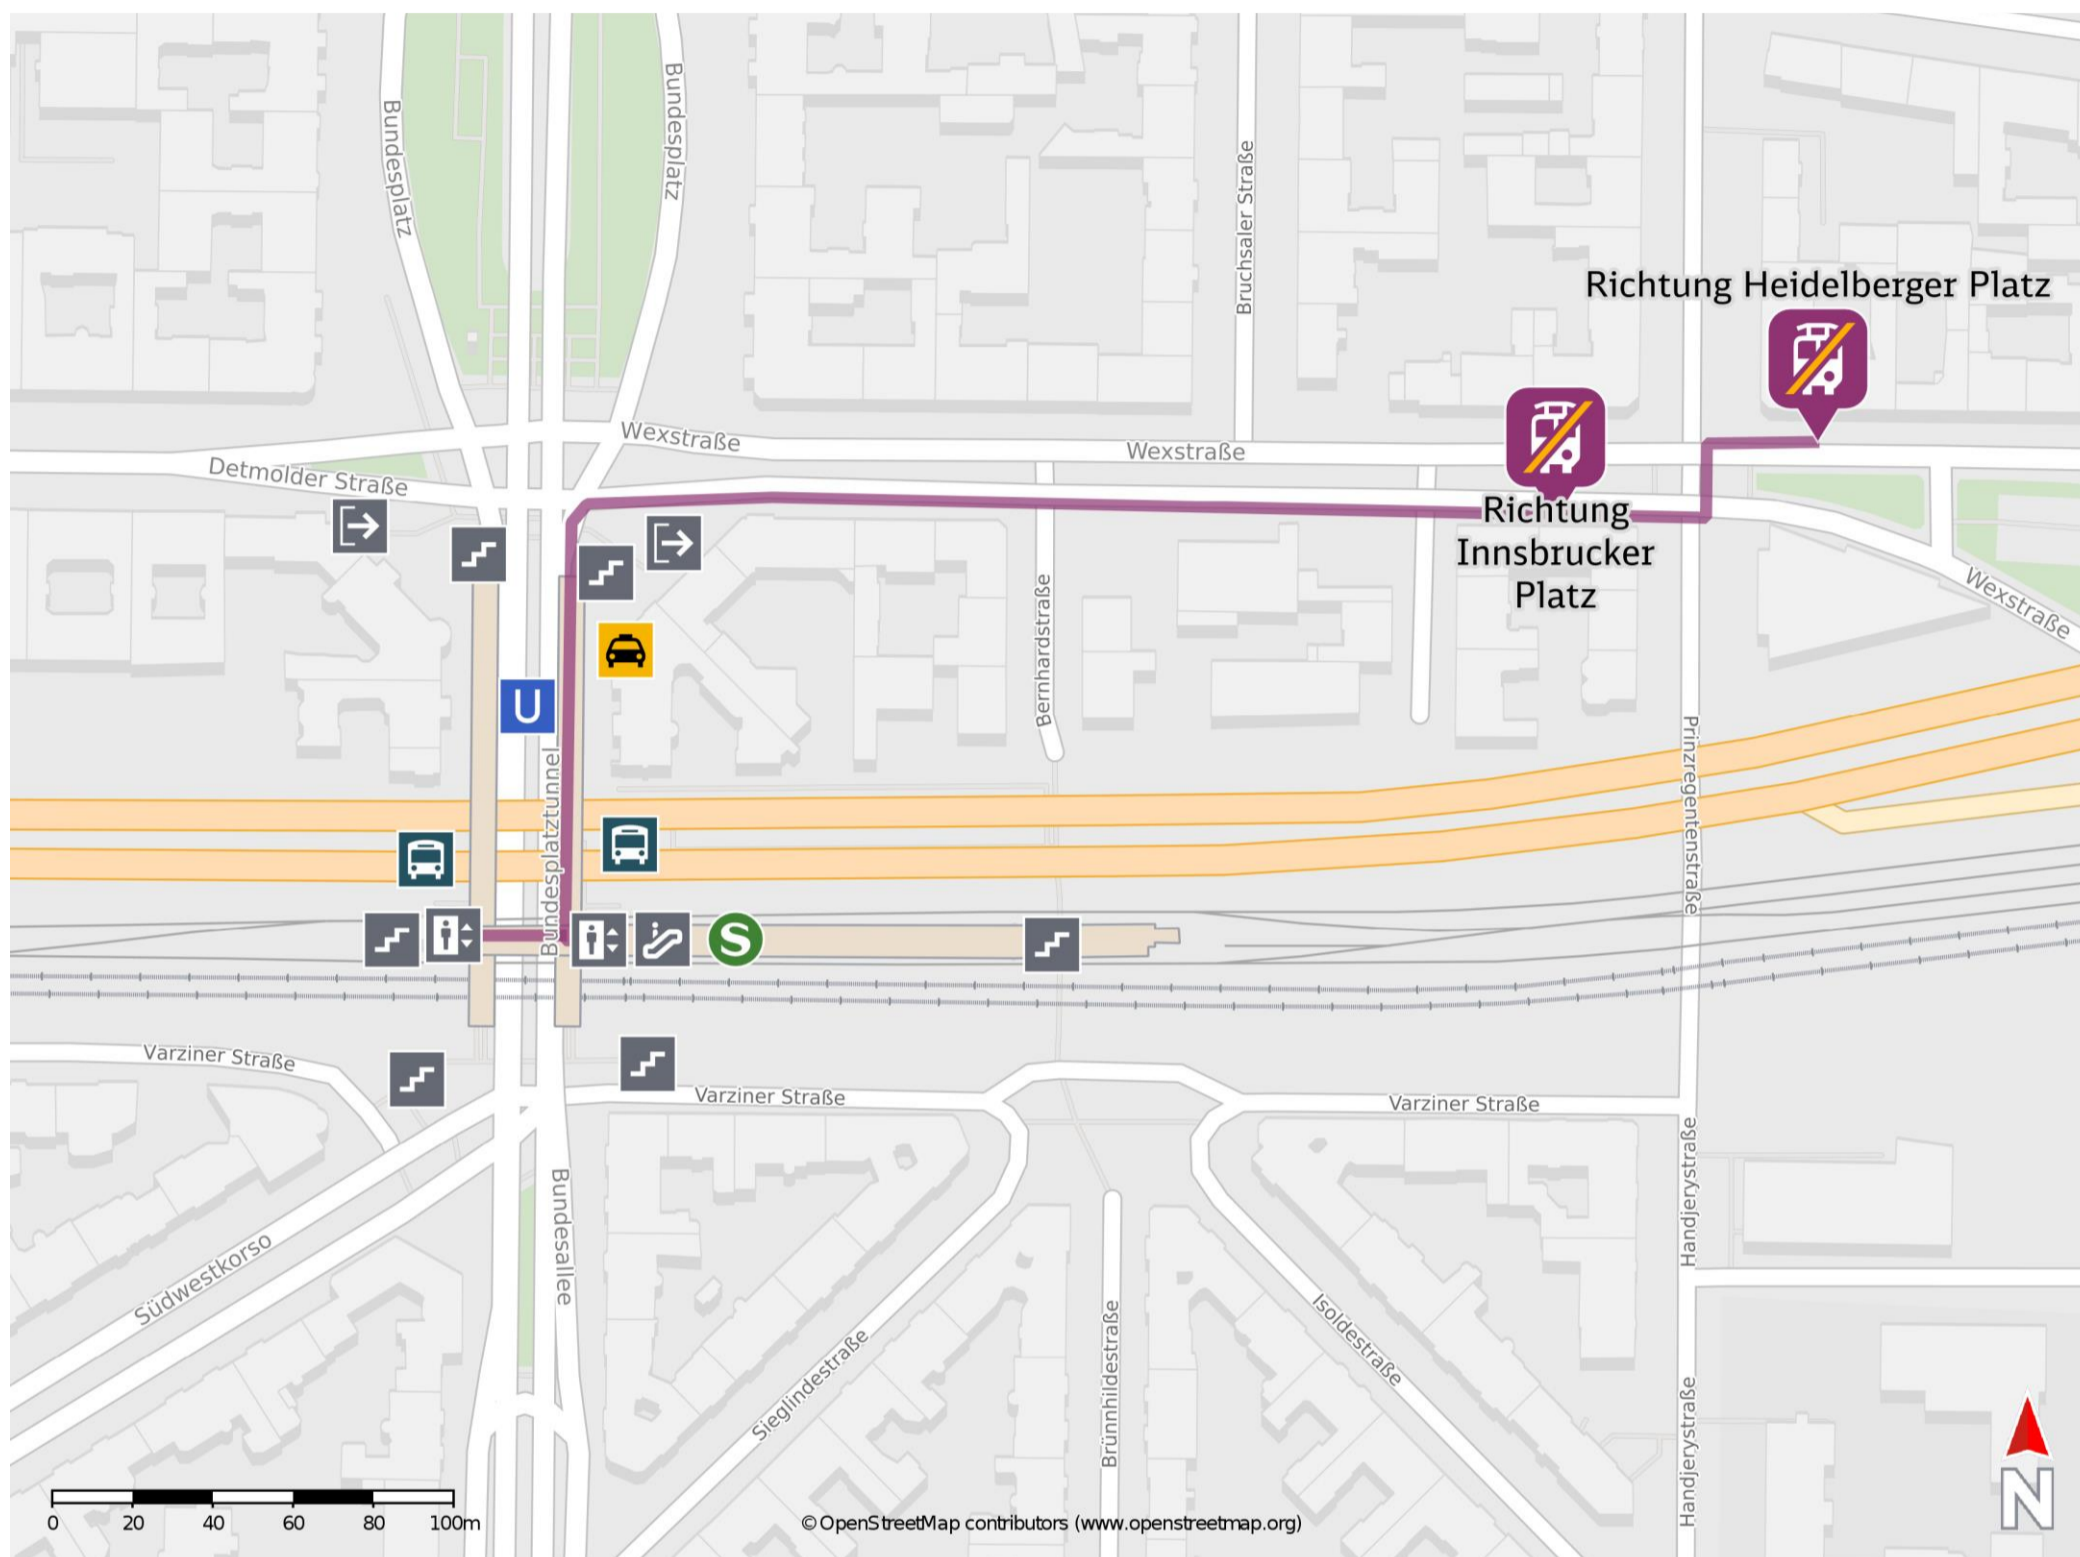 Bundesplatz
Bundesplatz
Bruchsaler Straße
Richtung Heidelberger Platz
Wexstraße
Wexstraße
Detmolder Straße
Richtung
Innsbrucker
Platz
Wexstraße
Bernhardstraße
U
Bundesplatztunnel
Prinzregentenstraße
S
Varziner Straße
Varziner Straße
Varziner Straße
Handjerystraße
Bundesallee
Südwestkorso
Sieglindestraße
Brünnhildestraße
Isoldestraße
Handjerystraße
N
0 20 40 60 80 100m
© OpenStreetMap contributors (www.openstreetmap.org)